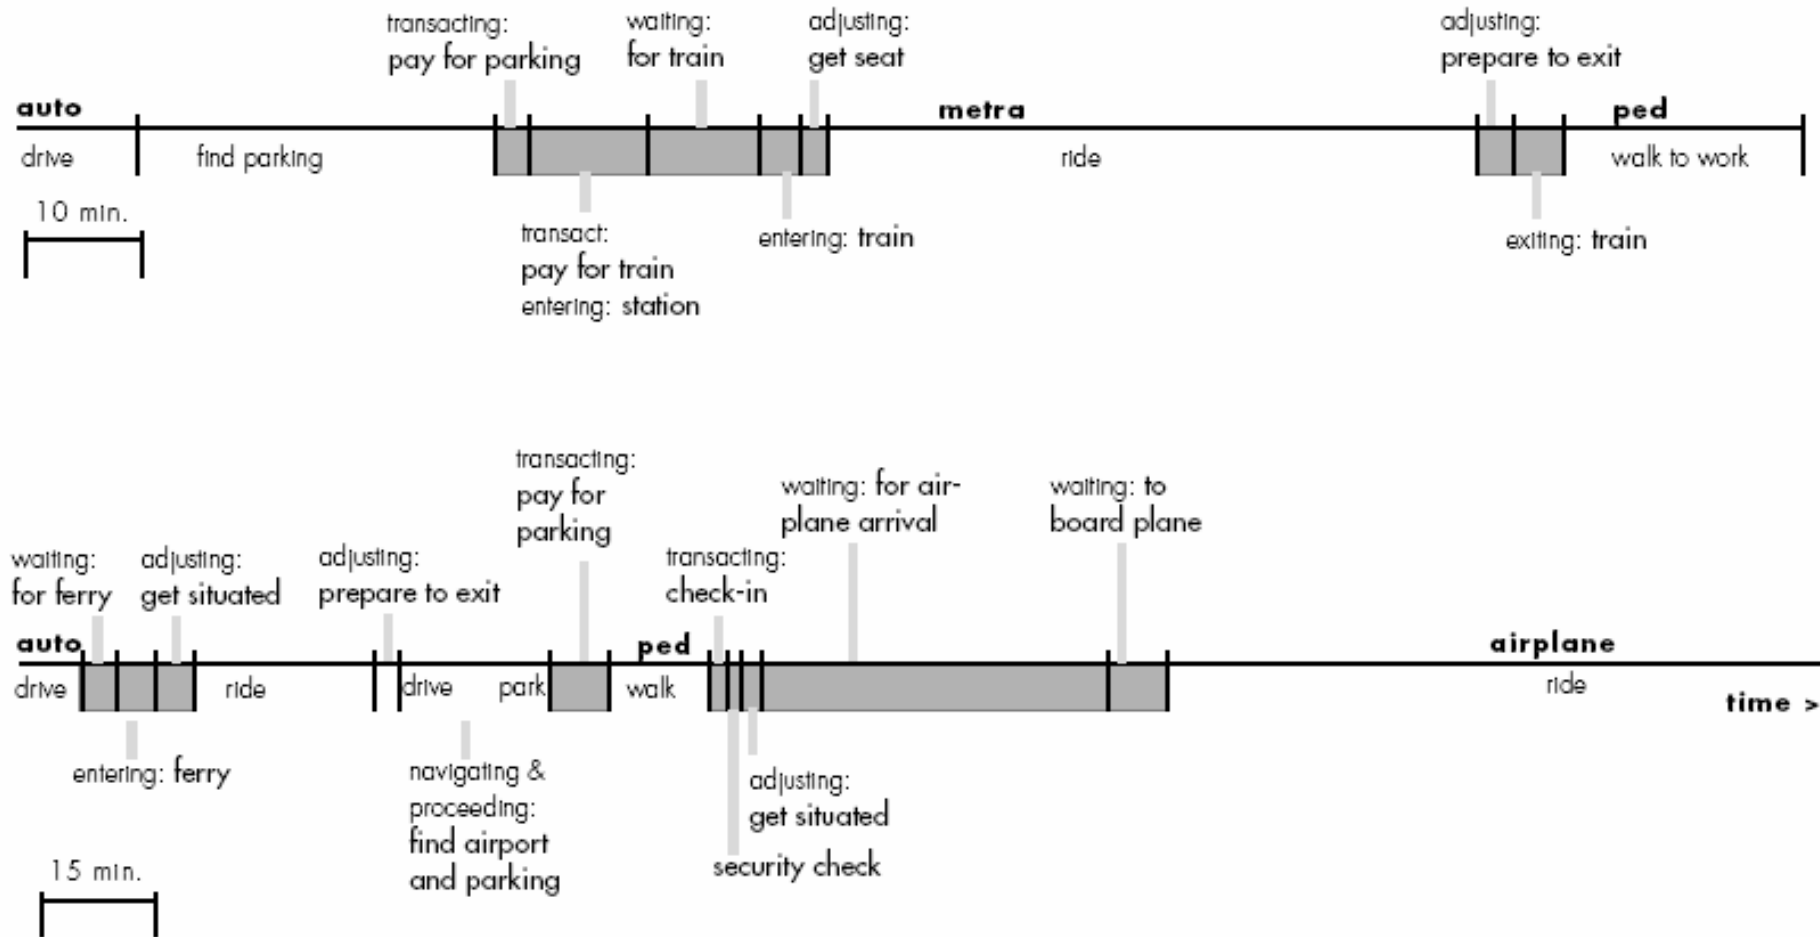 transacting:
pay for parking
waiting:
for train
adjusting:
get seat
adjusting:
prepare to exit
auto
metra
ped
drive
find parking
ride
walk to work
10 min.
transact:
pay for train
entering: station
entering: train
exiting: train
transacting:
pay for
parking
waiting: for air-
plane arrival
waiting: to
board plane
waiting:
for ferry
adjusting:
get situated
adjusting:
prepare to exit
transacting:
check-in
auto
ped
airplane
drive
ride
drive
park
walk
ride
time >
entering: ferry
navigating &
proceeding:
find airport
and parking
adjusting:
get situated
security check
15 min.